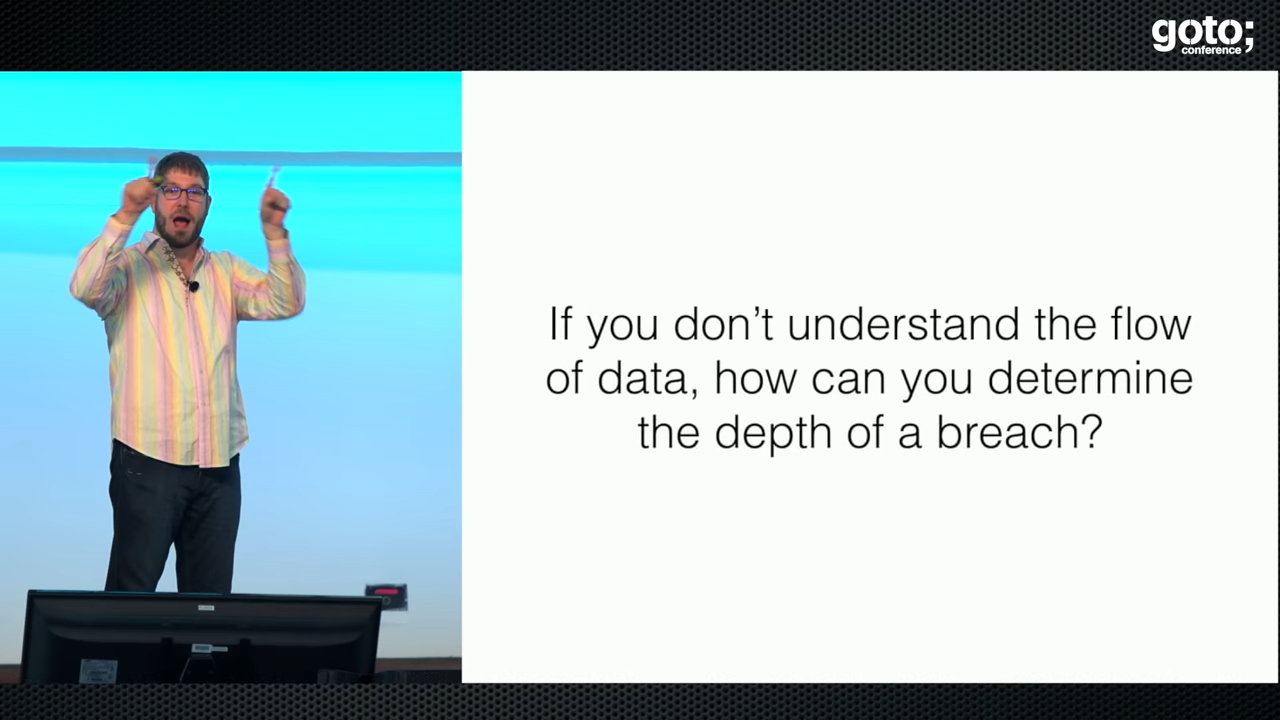 goto;
conference
If you don’t understand the flow
of data, how can you determine
the depth of a breach?